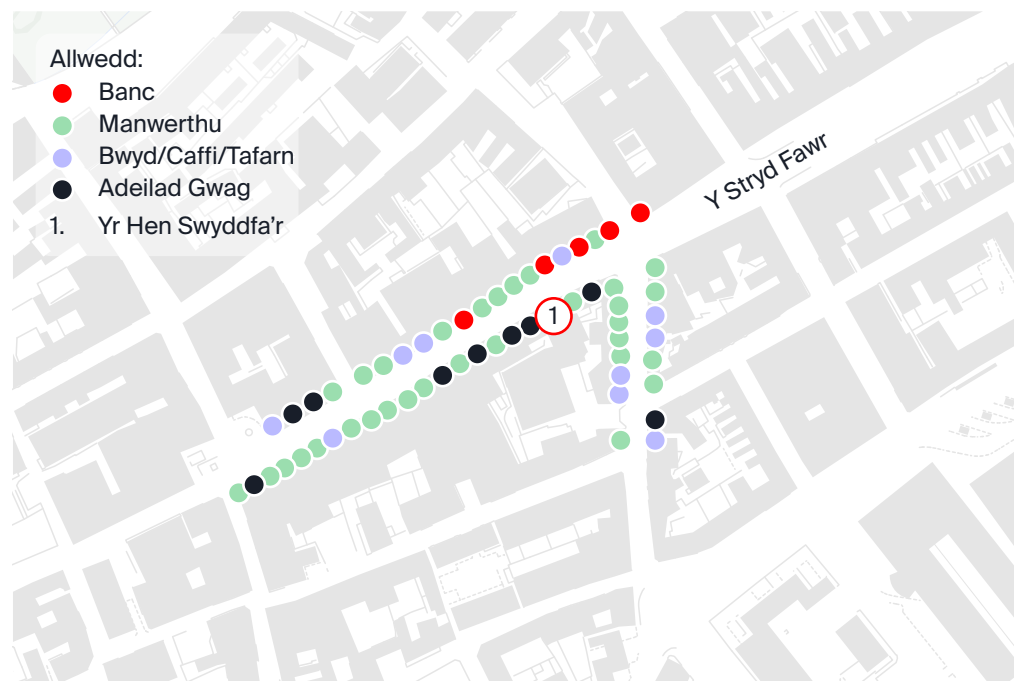 Allwedd:
Banc
Manwerthu
Bwyd/Caffi/Tafarn
Adeilad Gwag
1. Yr Hen Swyddfa’r
Y Stryd Fawr
1